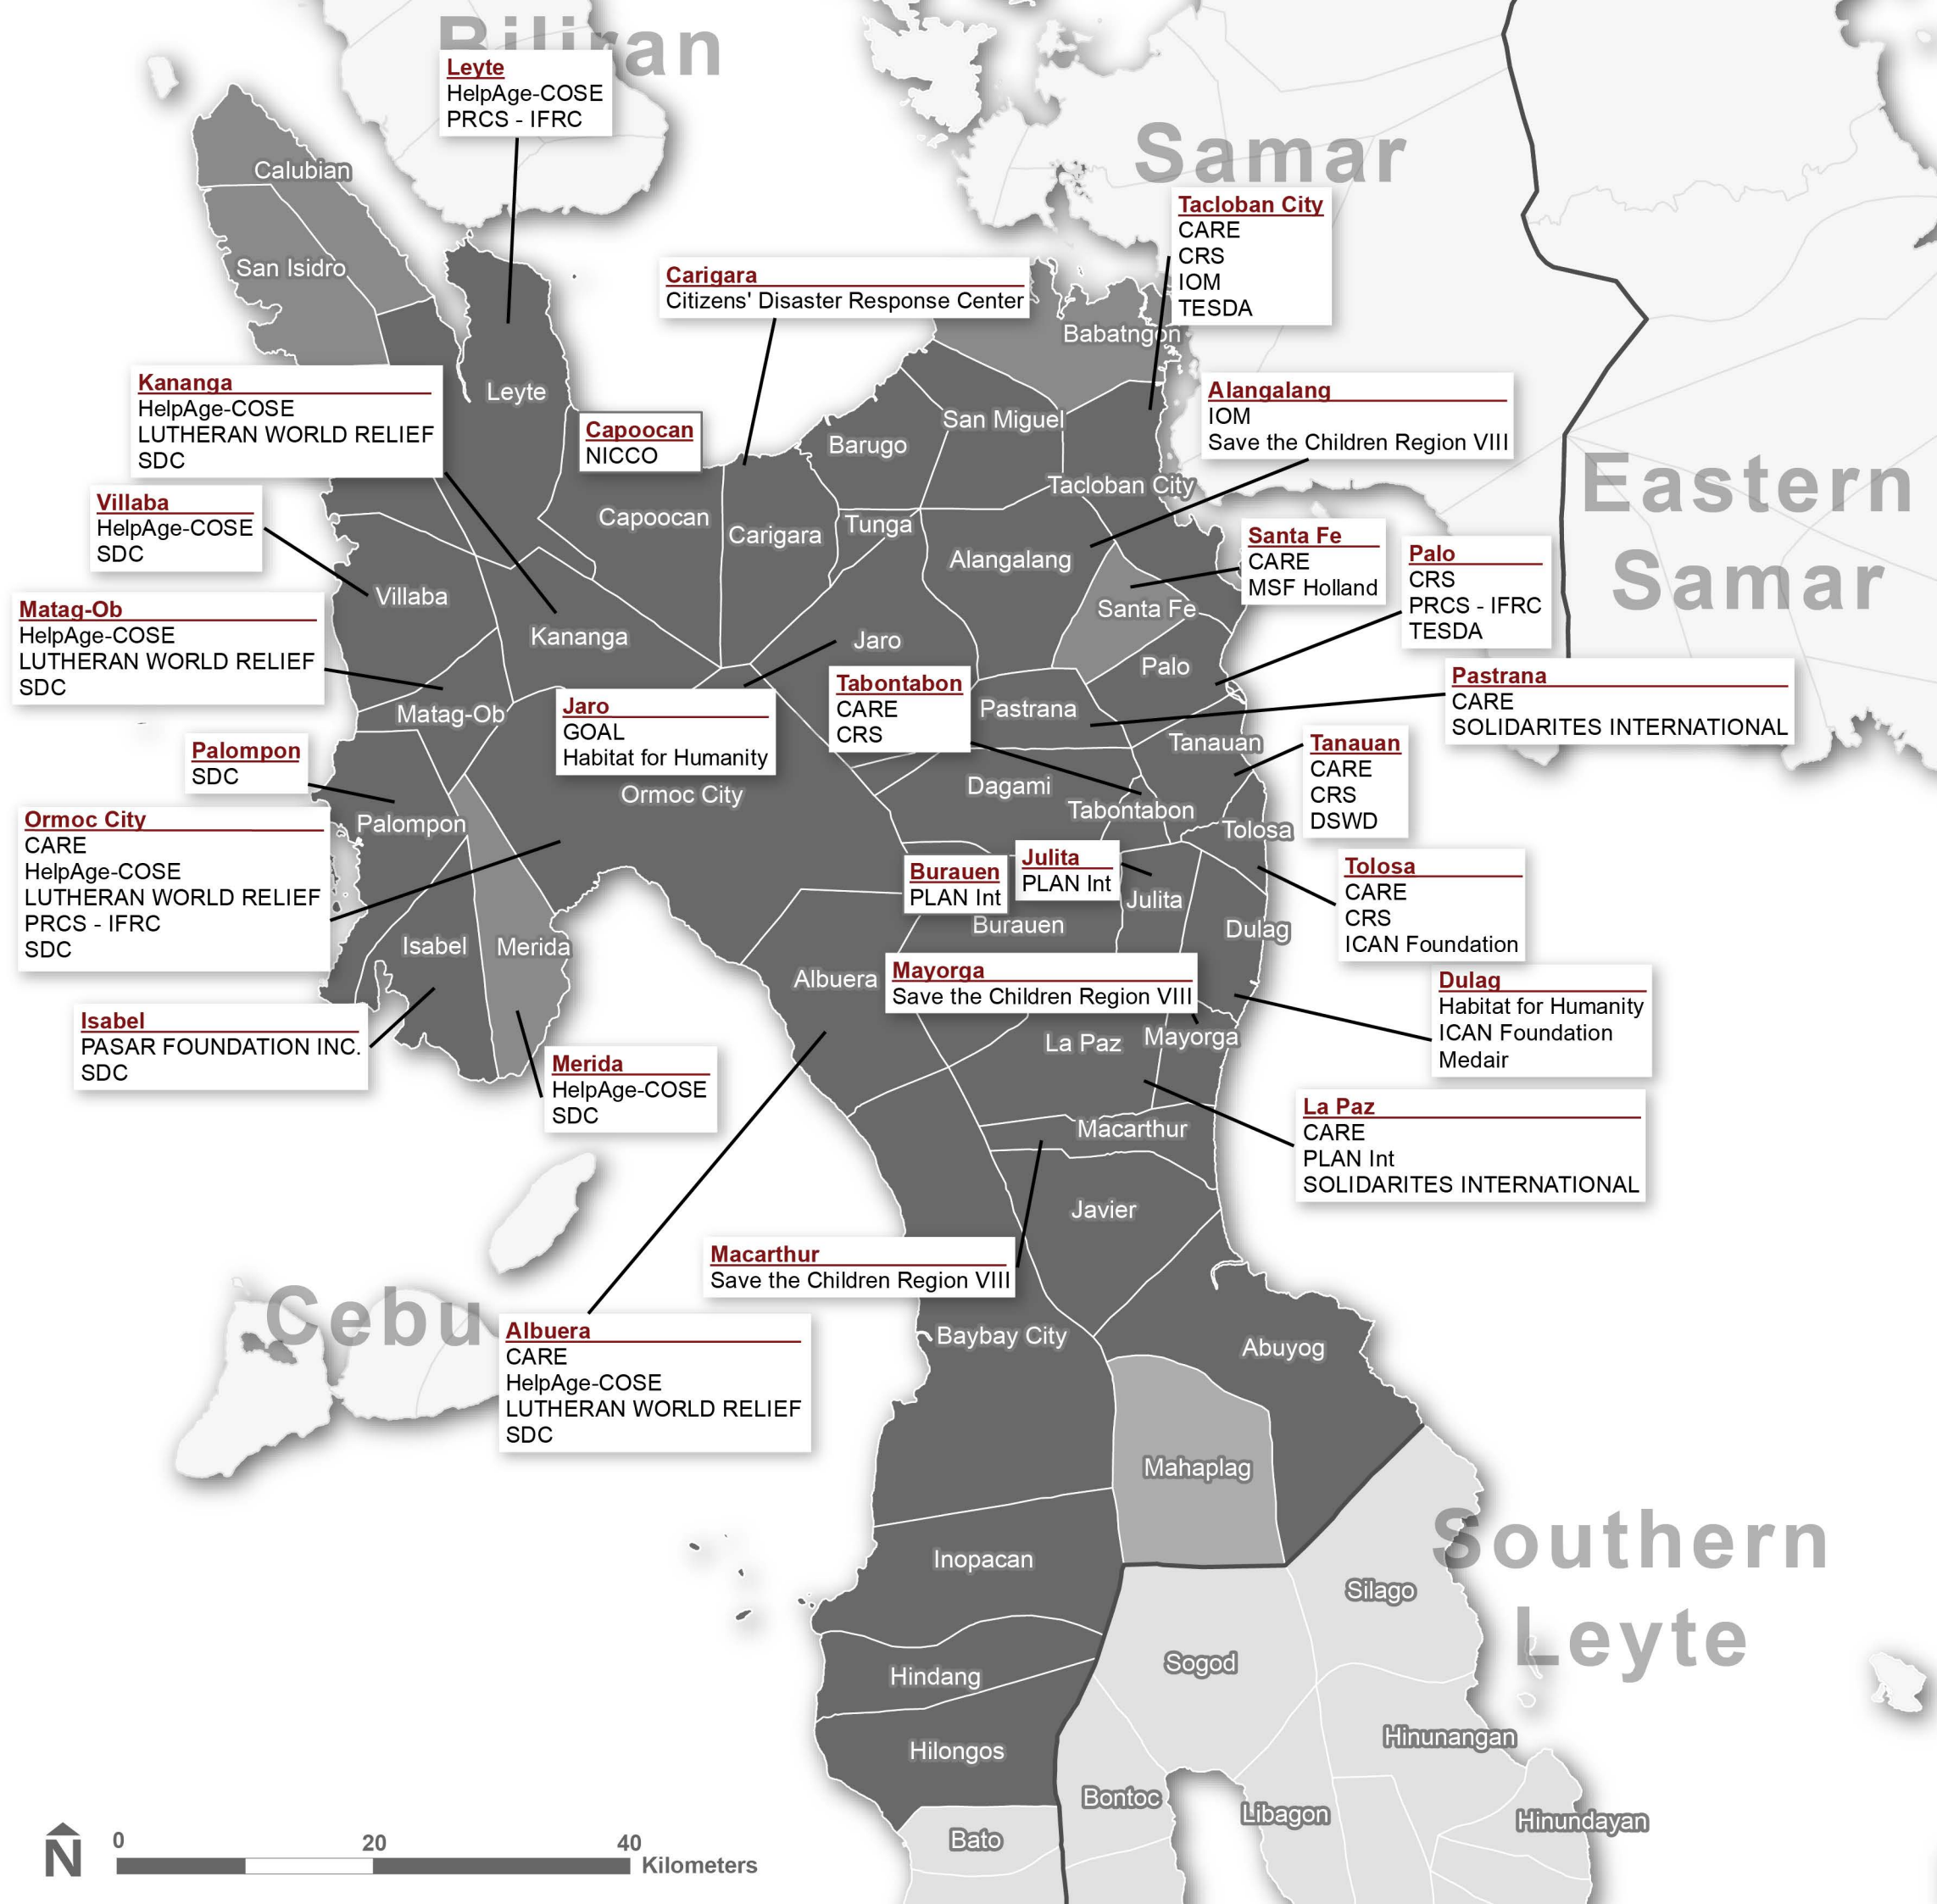 Biliran
Leyte
HelpAge-COSE
PRCS - IFRC
Samar
Calubian
San Isidro
Tacloban City
CARE
CRS
IOM
TESDA
Carigara
Citizens' Disaster Response Center
Babatngon
Kananga
HelpAge-COSE
LUTHERAN WORLD RELIEF
SDC
Leyte
Alangalang
IOM
Save the Children Region VIII
Capoocan
NICCO
San Miguel
Barugo
Eastern
Samar
Villaba
HelpAge-COSE
SDC
Tacloban City
Capoocan
Carigara
Tunga
Alangalang
Santa Fe
CARE
MSF Holland
Palo
CRS
PRCS - IFRC
TESDA
Villaba
Matag-Ob
HelpAge-COSE
LUTHERAN WORLD RELIEF
SDC
Kananga
Jaro
Santa Fe
Palo
Pastrana
CARE
SOLIDARITES INTERNATIONAL
Tabontabon
CARE
CRS
Matag-Ob
Jaro
GOAL
Habitat for Humanity
Pastrana
Tanauan
Tanauan
CARE
CRS
DSWD
Palompon
SDC
Ormoc City
Dagami
Tabontabon
Tolosa
Palompon
Ormoc City
CARE
HelpAge-COSE
LUTHERAN WORLD RELIEF
PRCS - IFRC
SDC
Burauen
PLAN Int
Julita
PLAN Int
Julita
Tolosa
CARE
CRS
ICAN Foundation
Burauen
Dulag
Isabel
Merida
Albuera
Mayorga
Save the Children Region VIII
Dulag
Habitat for Humanity
ICAN Foundation
Medair
Isabel
PASAR FOUNDATION INC.
SDC
La Paz
Mayorga
Merida
HelpAge-COSE
SDC
La Paz
CARE
PLAN Int
SOLIDARITES INTERNATIONAL
Macarthur
Javier
Macarthur
Save the Children Region VIII
Cebu
Albuera
CARE
HelpAge-COSE
LUTHERAN WORLD RELIEF
SDC
Baybay City
Abuyog
Mahaplag
Southern
Leyte
Inopacan
Silago
Sogod
Hindang
Hinunangan
Hilongos
Bontoc
Libagon
Hinundayan
Bato
N
0 20 40
Kilometers